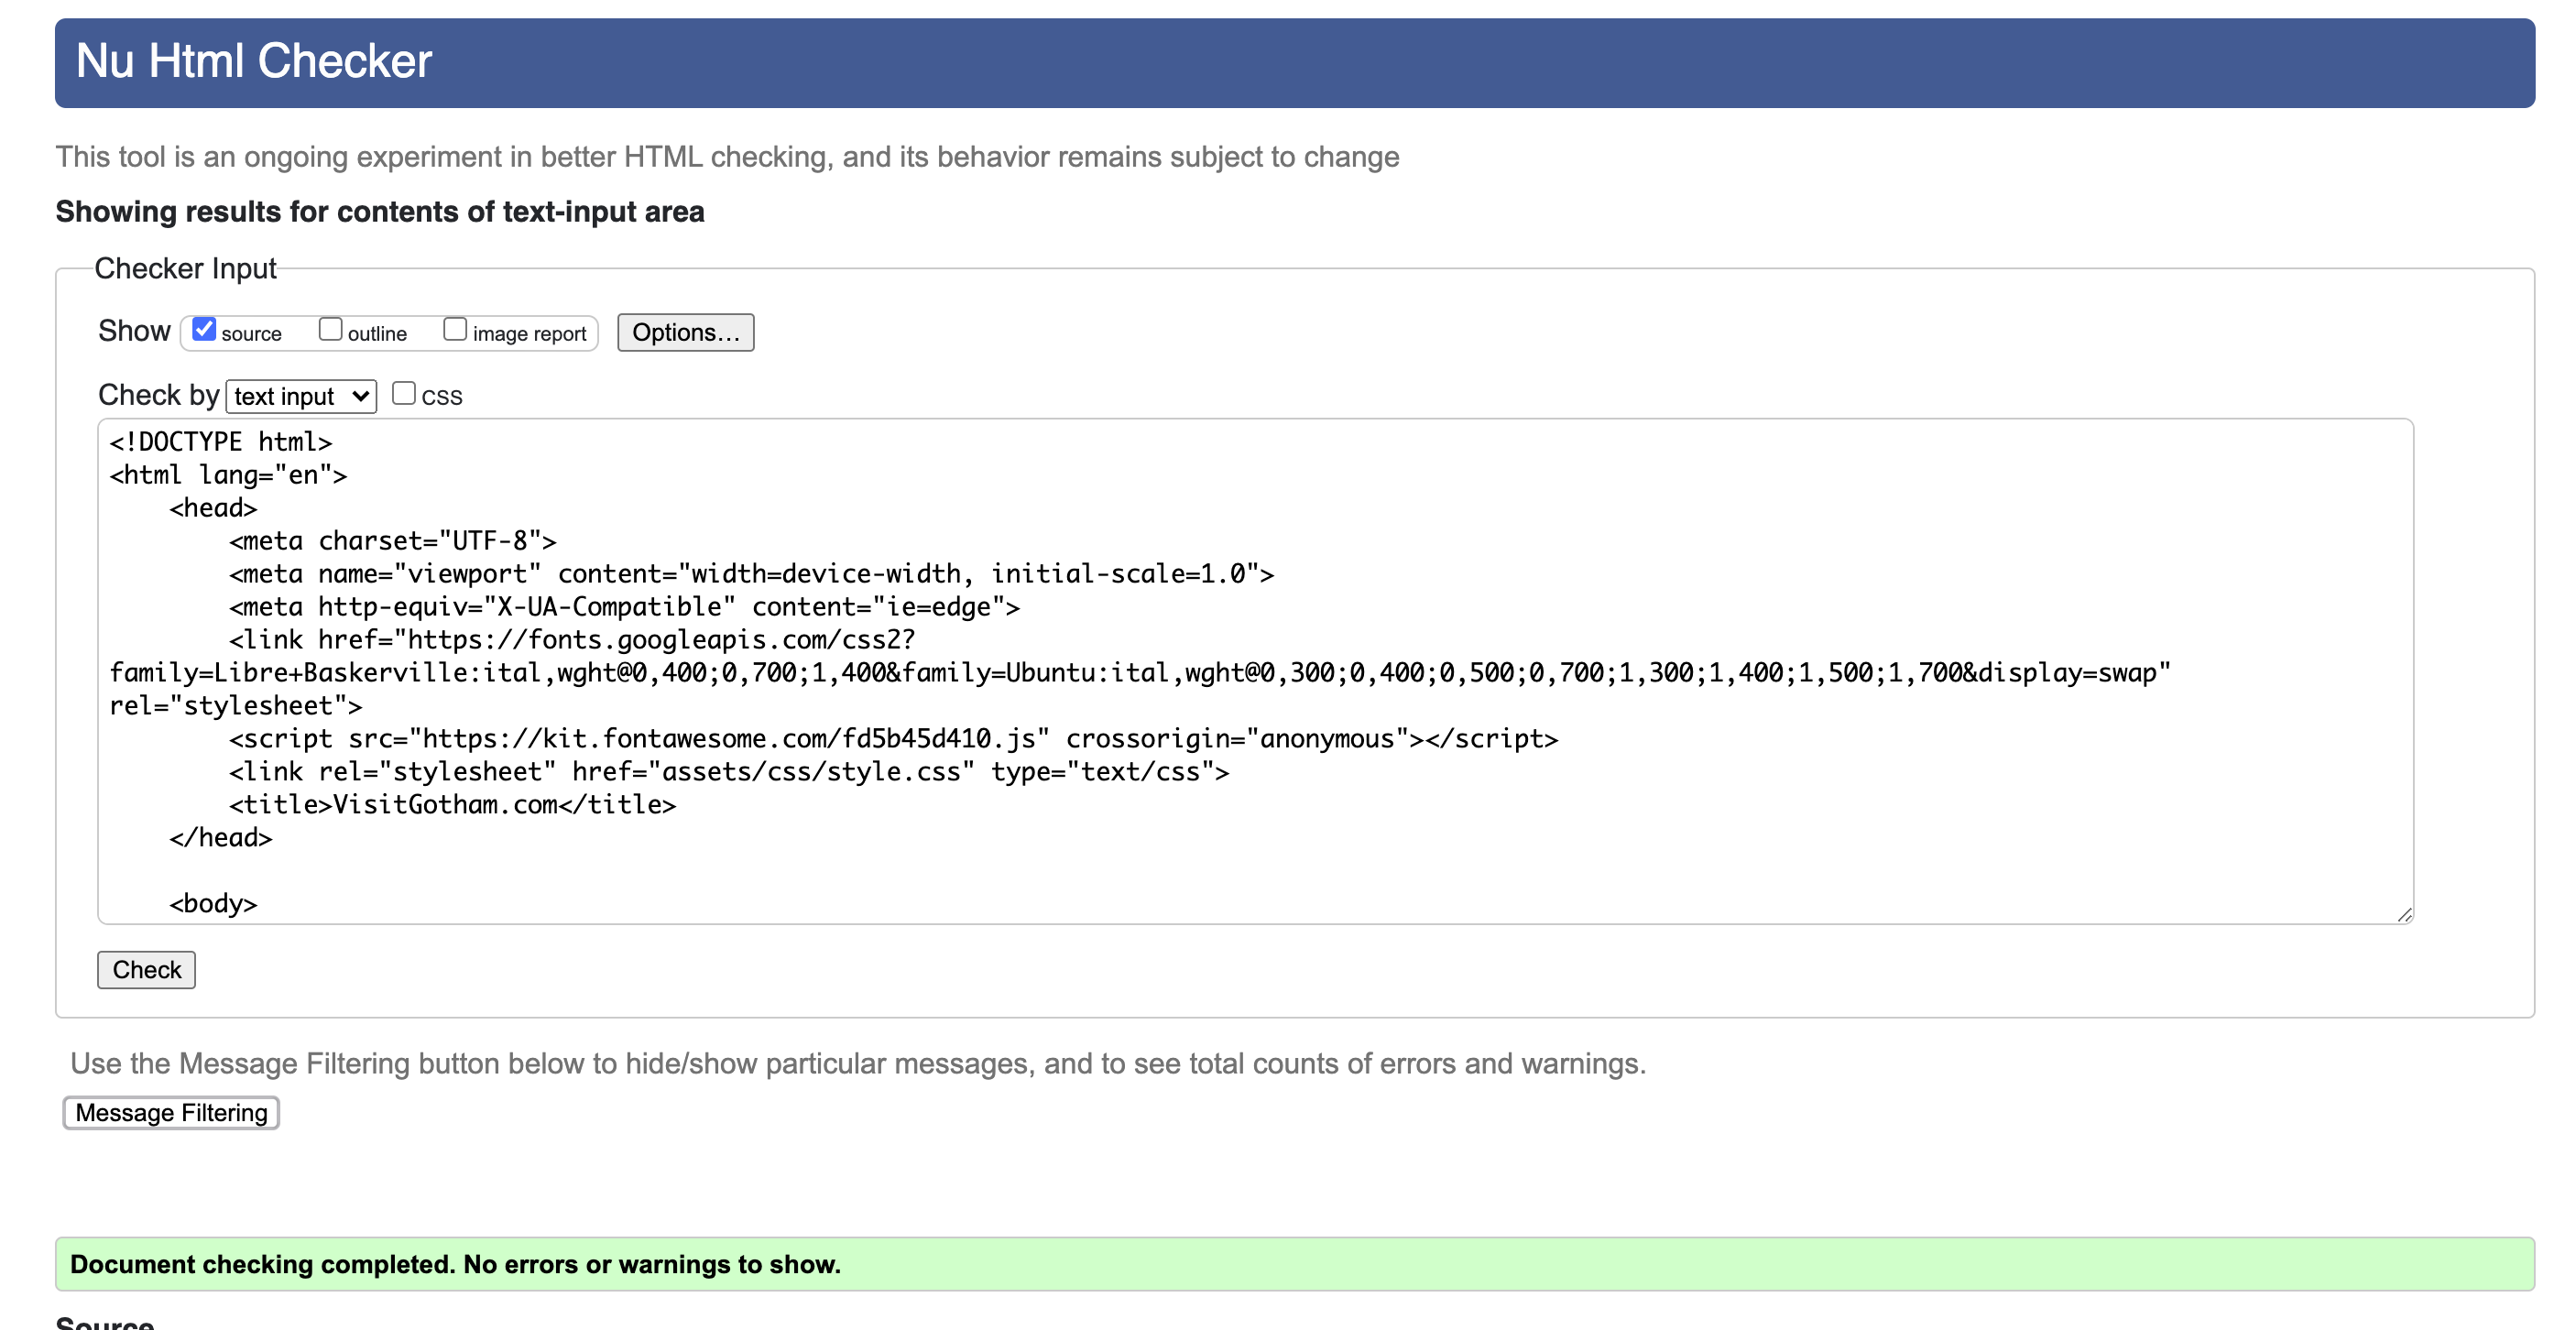 Nu Html Checker
This tool is an ongoing experiment in better HTML checking, and its behavior remains subject to change
Showing results for contents of text-input area
Checker Input
Show source outline image report Options...
Check by text input CSS
<!DOCTYPE html>
<html lang="en">
    <head>
        <meta charset="UTF-8">
        <meta name="viewport" content="width=device-width, initial-scale=1.0">
        <meta http-equiv="X-UA-Compatible" content="ie=edge">
        <link href="https://fonts.googleapis.com/css2?
family=Libre+Baskerville:ital,wght@0,400;0,700;1,400&family=Ubuntu:ital,wght@0,300;0,400;0,500;0,700;1,300;1,400;1,500;1,700&display=swap"
rel="stylesheet">
        <script src="https://kit.fontawesome.com/fd5b45d410.js" crossorigin="anonymous"></script>
        <link rel="stylesheet" href="assets/css/style.css" type="text/css">
        <title>VisitGotham.com</title>
    </head>
    <body>
Check
Use the Message Filtering button below to hide/show particular messages, and to see total counts of errors and warnings.
Message Filtering
Document checking completed. No errors or warnings to show.
Source